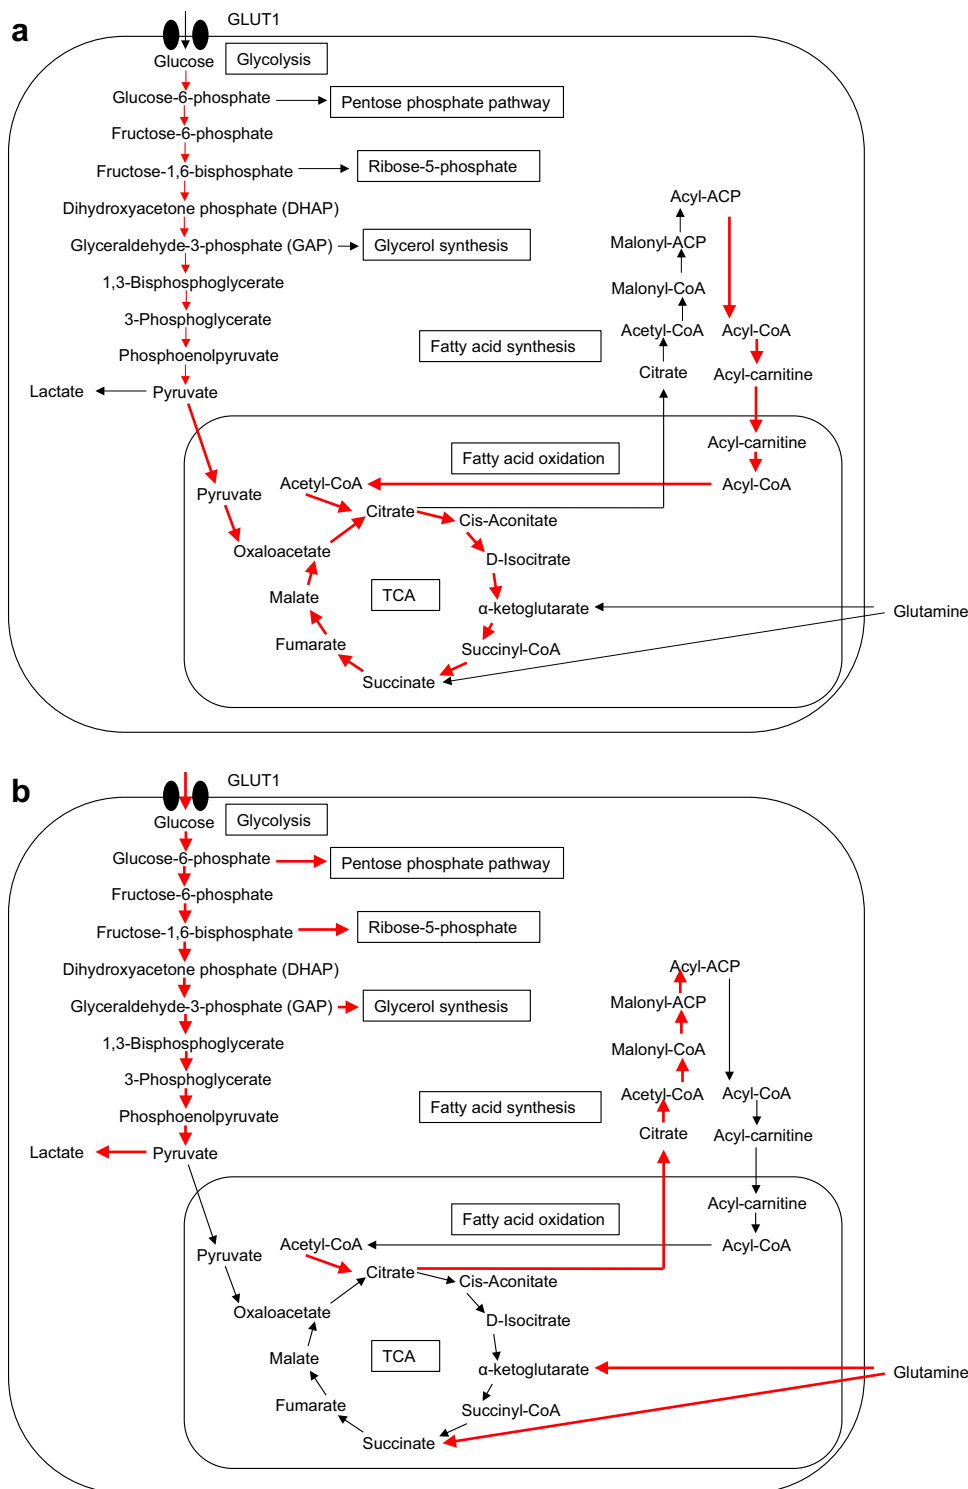 a
GLUT1
Glucose
Glycolysis
Glucose-6-phosphate
Pentose phosphate pathway
Fructose-6-phosphate
Fructose-1,6-bisphosphate
Ribose-5-phosphate
Dihydroxyacetone phosphate (DHAP)
Acyl-ACP
Glyceraldehyde-3-phosphate (GAP)
Glycerol synthesis
Malonyl-ACP
1,3-Bisphosphoglycerate
Malonyl-CoA
3-Phosphoglycerate
Acetyl-CoA
Acyl-CoA
Phosphoenolpyruvate
Fatty acid synthesis
Citrate
Acyl-carnitine
Lactate
Pyruvate
Acyl-carnitine
Fatty acid oxidation
Pyruvate
Acetyl-CoA
Acyl-CoA
Citrate
Cis-Aconitate
Oxaloacetate
D-Isocitrate
Malate
TCA
α-ketoglutarate
Glutamine
Fumarate
Succinyl-CoA
Succinate
b
GLUT1
Glucose
Glycolysis
Glucose-6-phosphate
Pentose phosphate pathway
Fructose-6-phosphate
Fructose-1,6-bisphosphate
Ribose-5-phosphate
Dihydroxyacetone phosphate (DHAP)
Acyl-ACP
Glyceraldehyde-3-phosphate (GAP)
Glycerol synthesis
Malonyl-ACP
1,3-Bisphosphoglycerate
Malonyl-CoA
3-Phosphoglycerate
Acetyl-CoA
Acyl-CoA
Phosphoenolpyruvate
Fatty acid synthesis
Citrate
Acyl-carnitine
Lactate
Pyruvate
Acyl-carnitine
Fatty acid oxidation
Pyruvate
Acetyl-CoA
Acyl-CoA
Citrate
Cis-Aconitate
Oxaloacetate
D-Isocitrate
Malate
TCA
α-ketoglutarate
Glutamine
Fumarate
Succinyl-CoA
Succinate